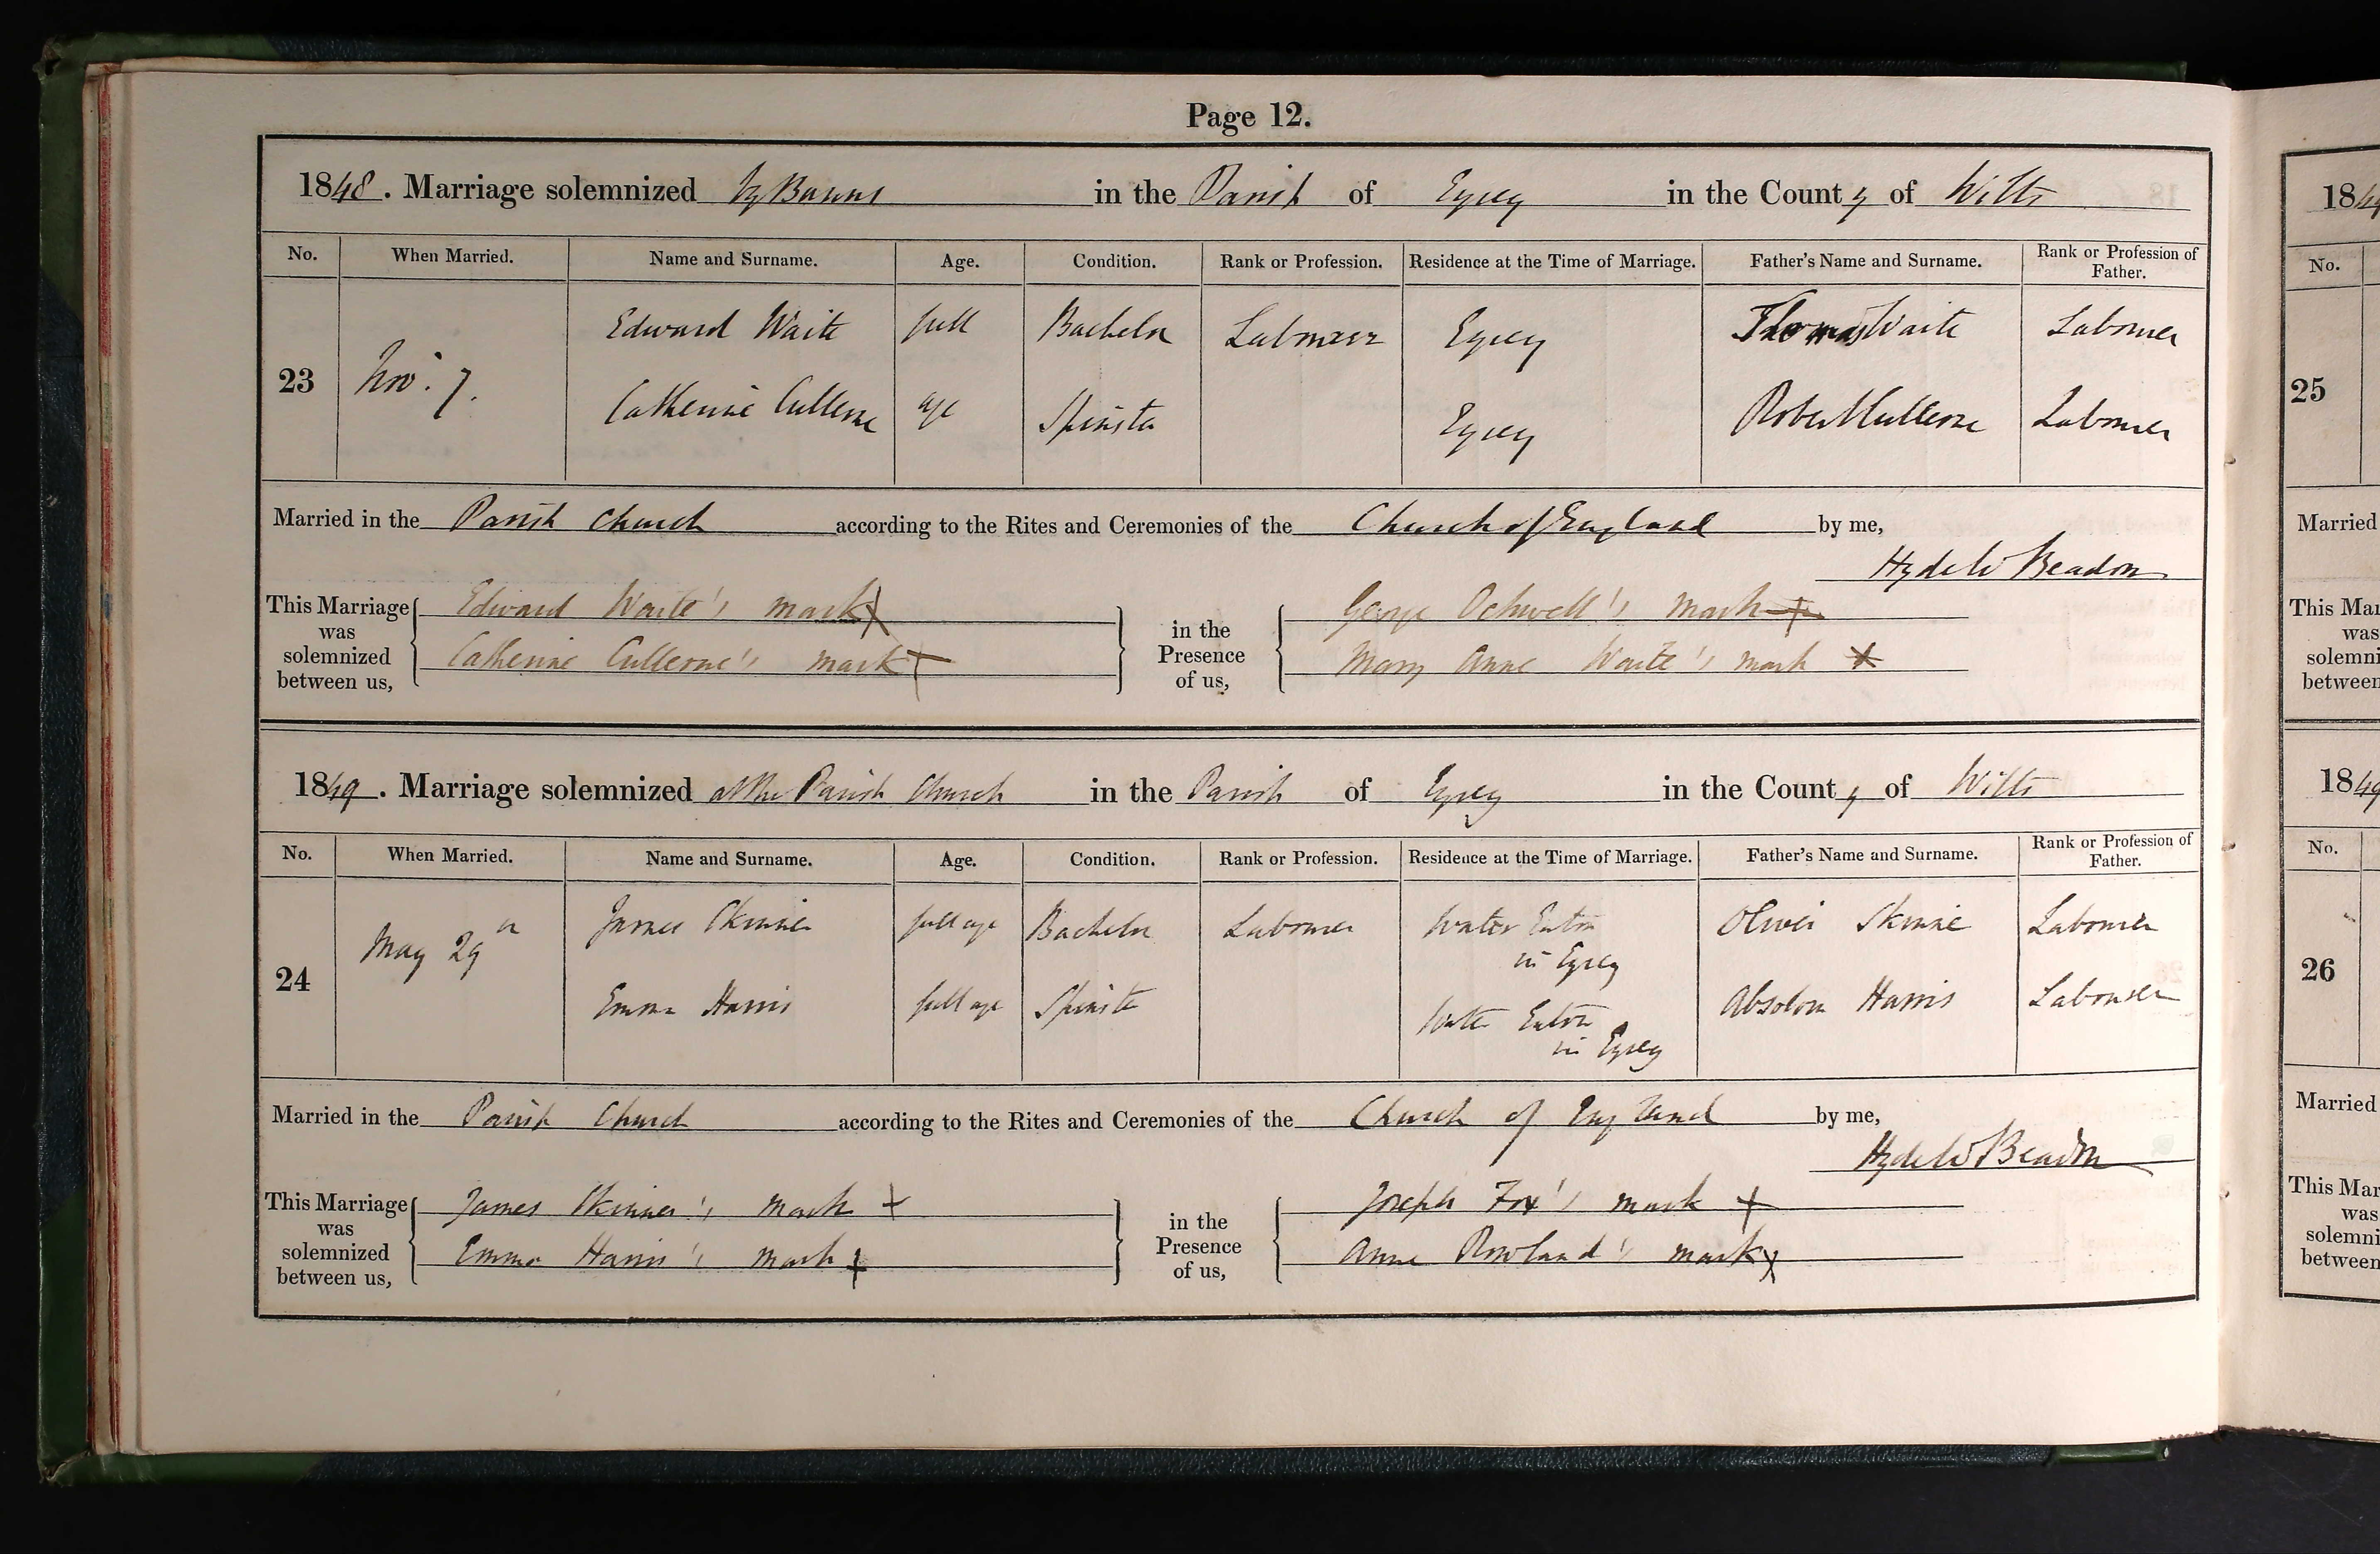 Page 12.
1848. Marriage solemnized by Banns in the Parish of Eysey in the County of Wilts
No. When Married. Name and Surname. Age. Condition. Rank or Profession. Residence at the Time of Marriage. Father's Name and Surname. Rank or Profession of Father.
23 Nov. 7. Edward Waite full Bachelor Labourer Eysey Thomas Waite Labourer
Catherine Cullerne age Spinster Eysey Robert Cullerne Labourer
Married in the Parish Church according to the Rites and Ceremonies of the Church of England by me,
Hyde W Beadon
This Marriage was solemnized between us, Edward Waite's mark X in the Presence of us, George Ockwell's mark X
Catherine Cullerne's mark X Mary Anne Waite's mark X
1849. Marriage solemnized at the Parish Church in the Parish of Eysey in the County of Wilts
No. When Married. Name and Surname. Age. Condition. Rank or Profession. Residence at the Time of Marriage. Father's Name and Surname. Rank or Profession of Father.
24 May 29th James Skinner full age Bachelor Labourer Water Eaton in Eysey Oliver Skinner Labourer
Emma Harris full age Spinster Water Eaton in Eysey Absolom Harris Labourer
Married in the Parish Church according to the Rites and Ceremonies of the Church of England by me,
Hyde W Beadon
This Marriage was solemnized between us, James Skinner's mark X in the Presence of us, Joseph Fox's mark X
Emma Harris's mark X Anne Rowland's mark X
184
No.
25
Married
This Mar
was
solemni
between
1849
No.
26
Married
This Mar
was
solemni
between